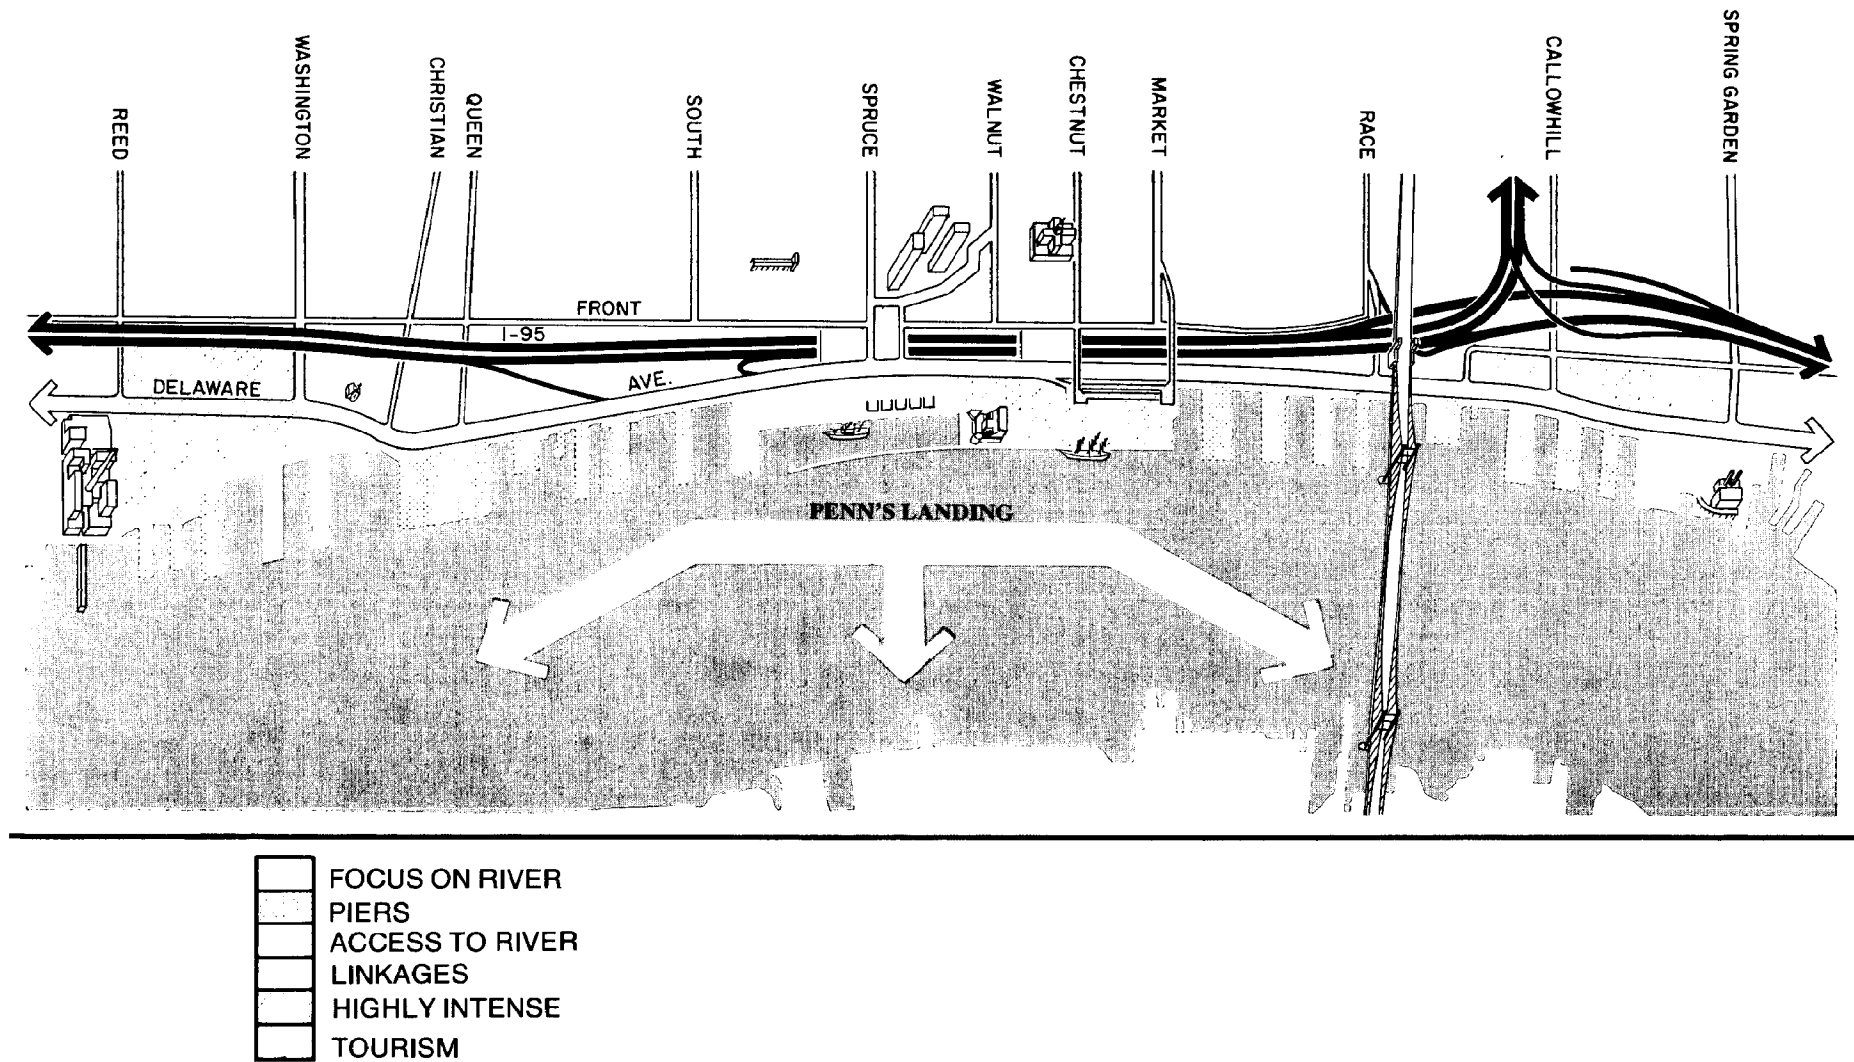 REED
WASHINGTON
CHRISTIAN
QUEEN
SOUTH
SPRUCE
WALNUT
CHESTNUT
MARKET
RACE
CALLOWHILL
SPRING GARDEN
FRONT
I-95
DELAWARE
AVE.
PENN'S LANDING
FOCUS ON RIVER
PIERS
ACCESS TO RIVER
LINKAGES
HIGHLY INTENSE
TOURISM